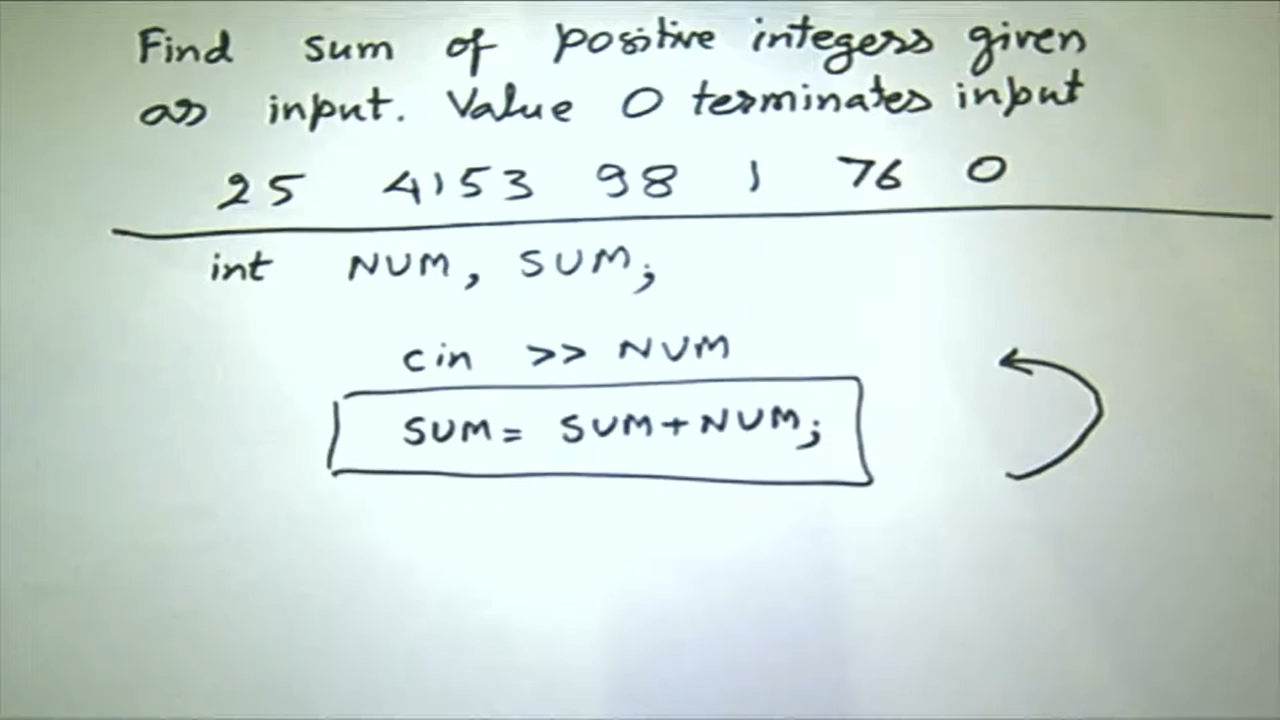 Find sum of positive integers given
as input. Value 0 terminates input
25 4153 98 1 76 0
int NUM, SUM;
cin >> NUM
SUM = SUM+NUM;